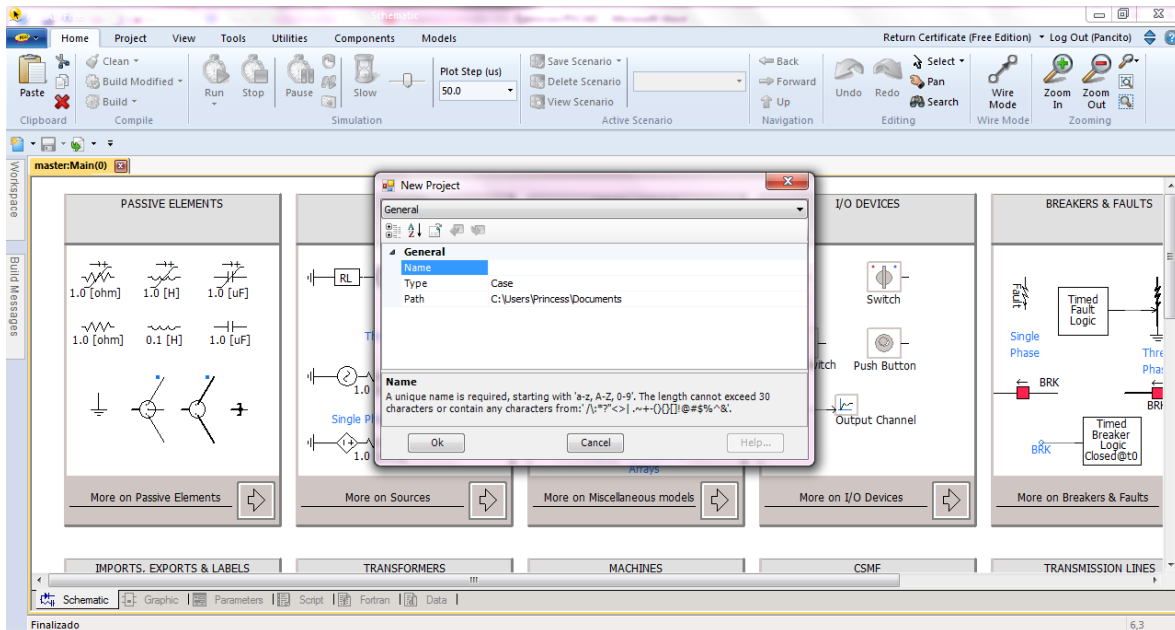 Schematic
Home Project View Tools Utilities Components Models Return Certificate (Free Edition) Log Out (Pancito)
Paste
Clean
Build Modified
Build
Run Stop
Pause
Slow
Plot Step (us)
50.0
Save Scenario
Delete Scenario
View Scenario
Back
Forward
Up
Undo Redo
Select
Pan
Search
Wire
Mode
Zoom
In
Zoom
Out
Clipboard Compile Simulation Active Scenario Navigation Editing Wire Mode Zooming
Workspace
Build Messages
master:Main(0)
PASSIVE ELEMENTS
1.0 [ohm] 1.0 [H] 1.0 [uF]
1.0 [ohm] 0.1 [H] 1.0 [uF]
More on Passive Elements
RL
1.0
Single
1.0
More on Sources
Arrays
More on Miscellaneous models
I/O DEVICES
Switch
Push Button
Output Channel
More on I/O Devices
BREAKERS & FAULTS
Fault
Timed
Fault
Logic
Single
Phase
BRK
BRK
Timed
Breaker
Logic
Closed@t0
More on Breakers & Faults
New Project
General
General
Name
Type Case
Path C:\Users\Princess\Documents
Name
A unique name is required, starting with 'a-z, A-Z, 0-9'. The length cannot exceed 30
characters or contain any characters from:' /\:*?"<>| .~+-(){}[]!@#$%^&'.
Ok Cancel Help...
IMPORTS, EXPORTS & LABELS TRANSFORMERS MACHINES CSMF TRANSMISSION LINES
Schematic Graphic Parameters Script Fortran Data
Finalizado 6,3